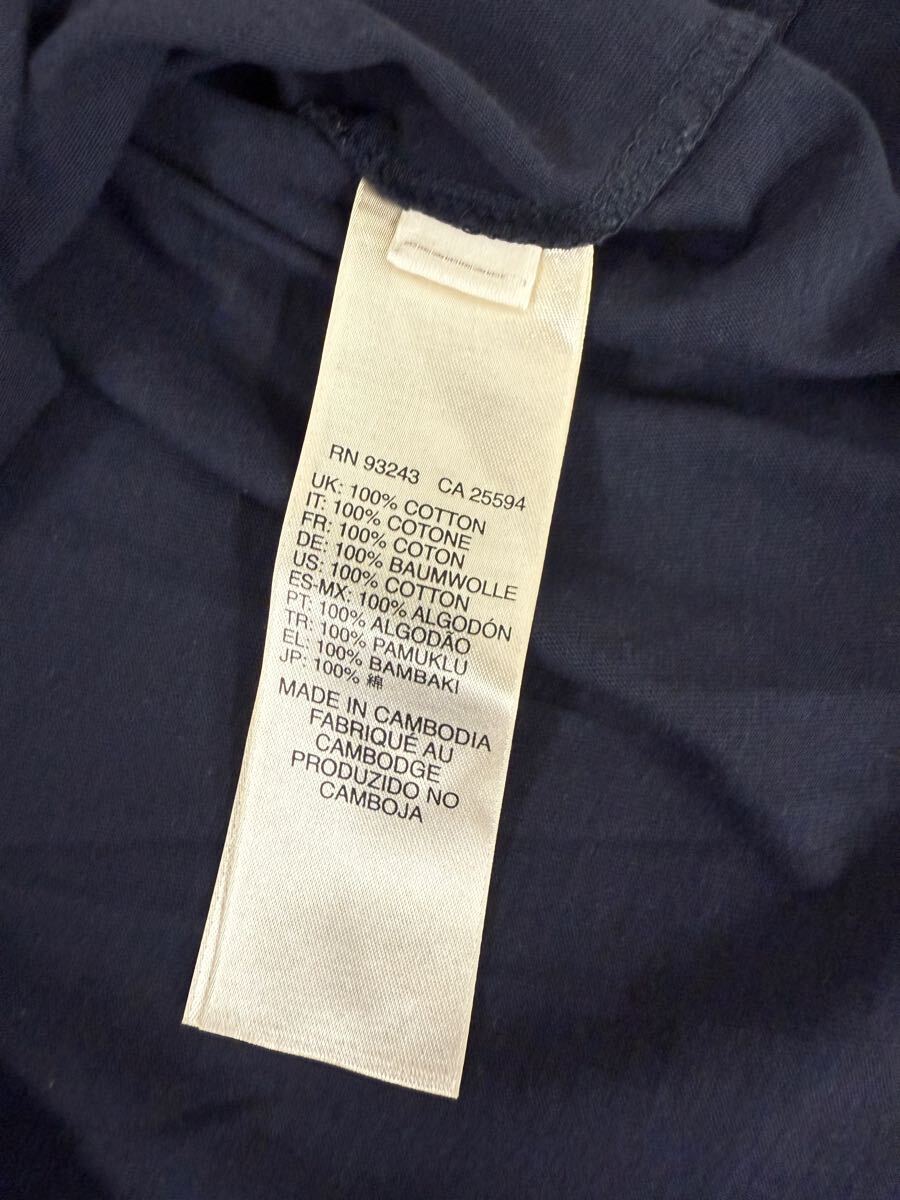 RN 93243 CA 25594
UK: 100% COTTON
IT: 100% COTONE
FR: 100% COTON
DE: 100% BAUMWOLLE
US: 100% COTTON
ES-MX: 100% ALGODÓN
PT: 100% ALGODÃO
TR: 100% PAMUKLU
EL: 100% BAMBAKI
JP: 100% 綿
MADE IN CAMBODIA
FABRIQUÉ AU
CAMBODGE
PRODUZIDO NO
CAMBOJA